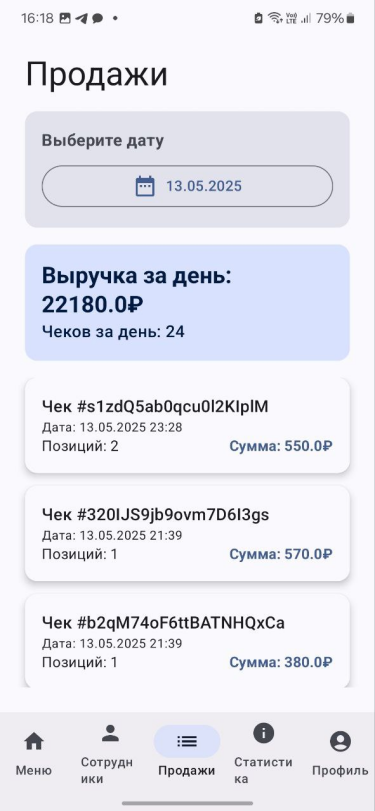 16:18
79%
Продажи
Выберите дату
13.05.2025
Выручка за день:
22180.0₽
Чеков за день: 24
Чек #s1zdQ5ab0qcu0l2KIplM
Дата: 13.05.2025 23:28
Позиций: 2 Сумма: 550.0₽
Чек #320IJS9jb9ovm7D6I3gs
Дата: 13.05.2025 21:39
Позиций: 1 Сумма: 570.0₽
Чек #b2qM74oF6ttBATNHQxCa
Дата: 13.05.2025 21:39
Позиций: 1 Сумма: 380.0₽
Меню
Сотрудн
ики
Продажи
Статисти
ка
Профиль